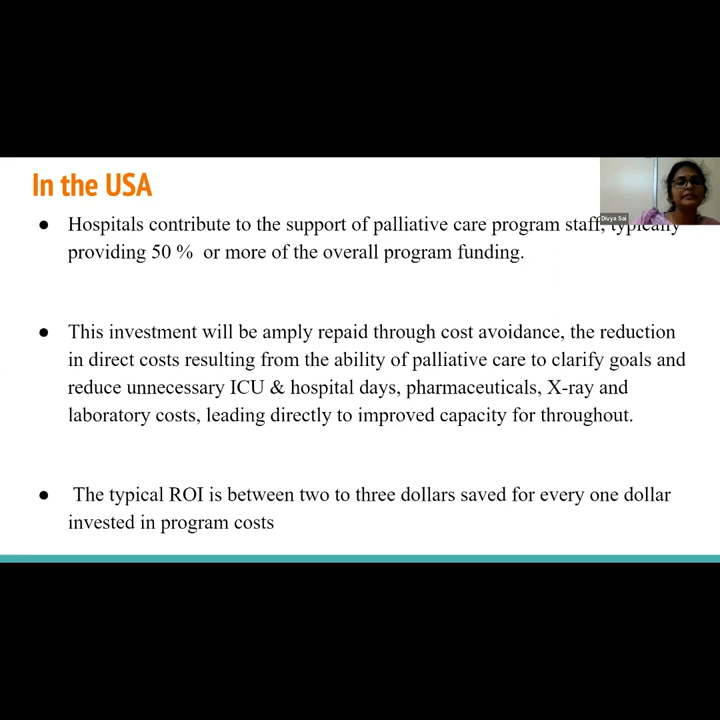 In the USA
Divya Sai
● Hospitals contribute to the support of palliative care program staff, typically
providing 50 % or more of the overall program funding.
● This investment will be amply repaid through cost avoidance, the reduction
in direct costs resulting from the ability of palliative care to clarify goals and
reduce unnecessary ICU & hospital days, pharmaceuticals, X-ray and
laboratory costs, leading directly to improved capacity for throughout.
● The typical ROI is between two to three dollars saved for every one dollar
invested in program costs